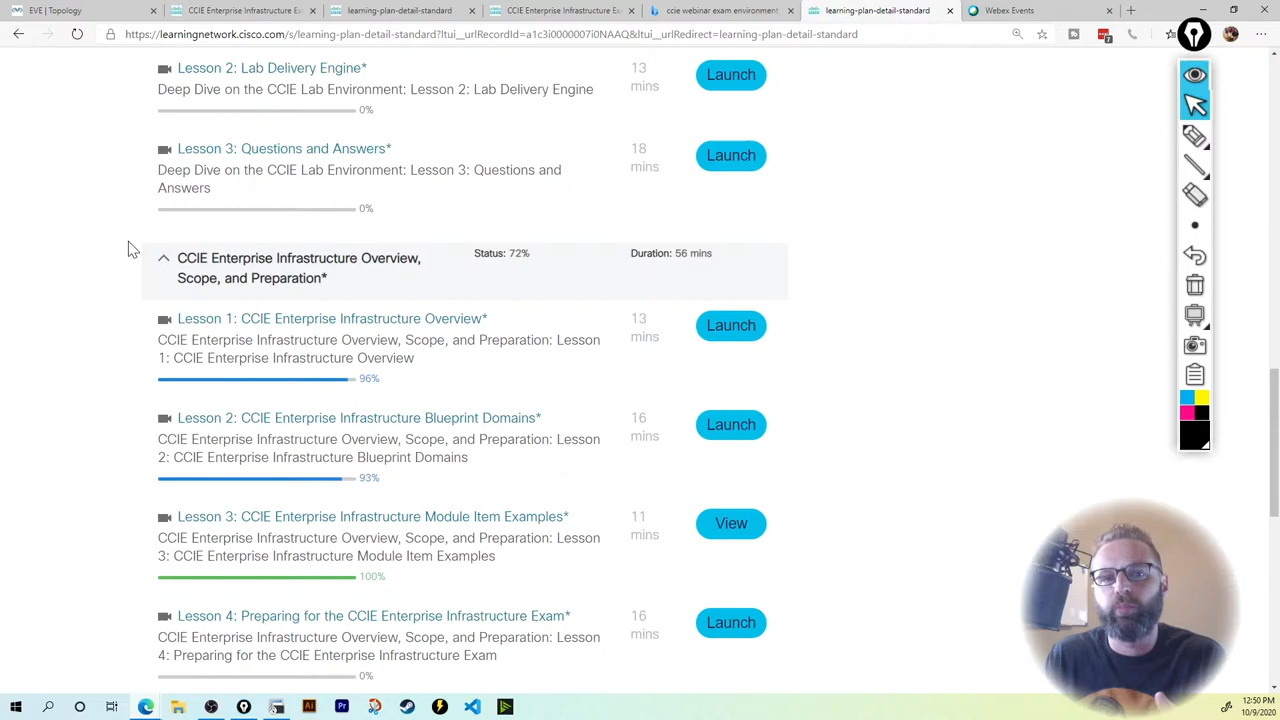 EVE | Topology
CCIE Enterprise Infrastructure Ex
learning-plan-detail-standard
CCIE Enterprise Infrastructure Ex
ccie webinar exam enterprise
learning-plan-detail-standard
Webex Events
https://learningnetwork.cisco.com/s/learning-plan-detail-standard?ltui__urlRecordId=a1c3i0000007i0NAAQ&ltui__urlRedirect=learning-plan-detail-standard
Lesson 2: Lab Delivery Engine*
13
mins
Launch
Deep Dive on the CCIE Lab Environment: Lesson 2: Lab Delivery Engine
0%
Lesson 3: Questions and Answers*
18
mins
Launch
Deep Dive on the CCIE Lab Environment: Lesson 3: Questions and
Answers
0%
CCIE Enterprise Infrastructure Overview,
Scope, and Preparation*
Status: 72%
Duration: 56 mins
Lesson 1: CCIE Enterprise Infrastructure Overview*
13
mins
Launch
CCIE Enterprise Infrastructure Overview, Scope, and Preparation: Lesson
1: CCIE Enterprise Infrastructure Overview
96%
Lesson 2: CCIE Enterprise Infrastructure Blueprint Domains*
16
mins
Launch
CCIE Enterprise Infrastructure Overview, Scope, and Preparation: Lesson
2: CCIE Enterprise Infrastructure Blueprint Domains
93%
Lesson 3: CCIE Enterprise Infrastructure Module Item Examples*
11
mins
View
CCIE Enterprise Infrastructure Overview, Scope, and Preparation: Lesson
3: CCIE Enterprise Infrastructure Module Item Examples
100%
Lesson 4: Preparing for the CCIE Enterprise Infrastructure Exam*
16
mins
Launch
CCIE Enterprise Infrastructure Overview, Scope, and Preparation: Lesson
4: Preparing for the CCIE Enterprise Infrastructure Exam
0%
Ai
Pr
12:50 PM
10/9/2020